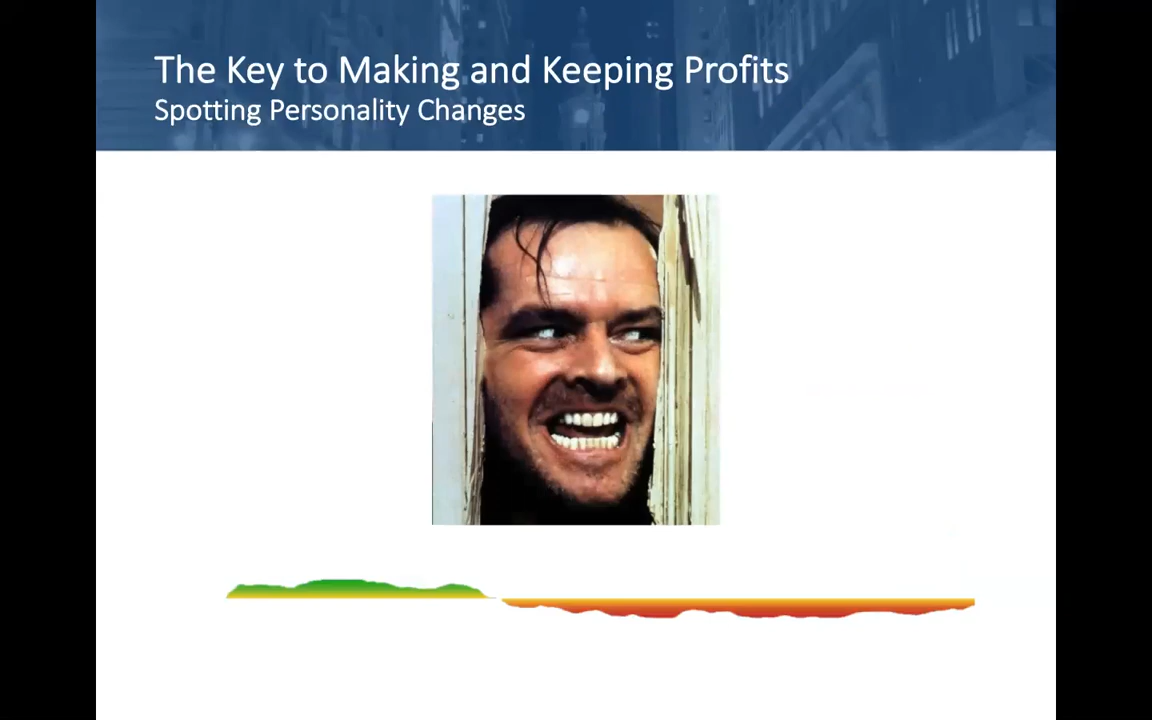 The Key to Making and Keeping Profits
Spotting Personality Changes